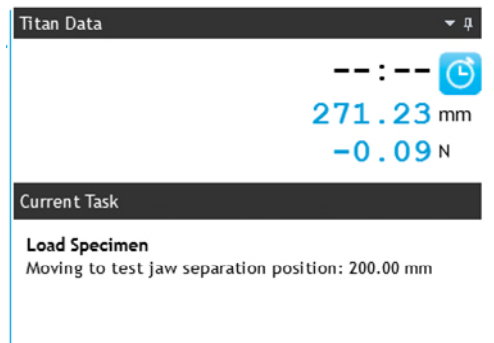 Titan Data
--:--
271.23 mm
-0.09 N
Current Task
Load Specimen
Moving to test jaw separation position: 200.00 mm